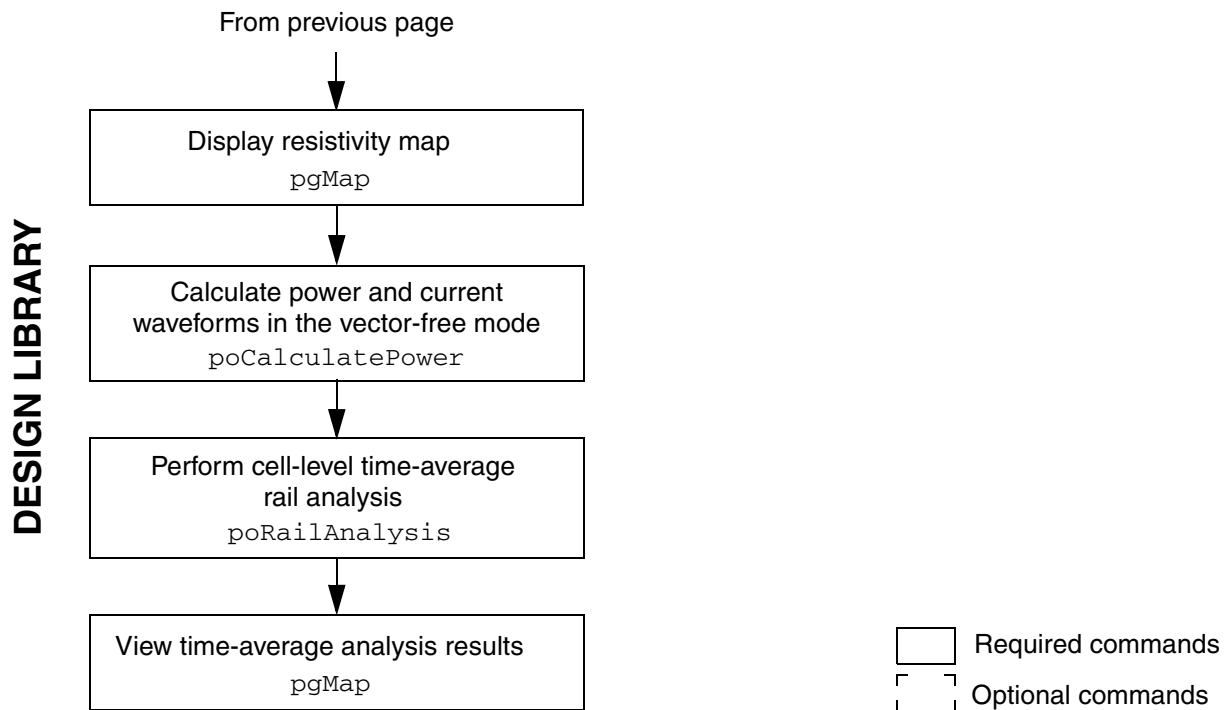 From previous page
Display resistivity map
pgMap
Calculate power and current
waveforms in the vector-free mode
poCalculatePower
Perform cell-level time-average
rail analysis
poRailAnalysis
View time-average analysis results
pgMap
DESIGN LIBRARY
Required commands
Optional commands